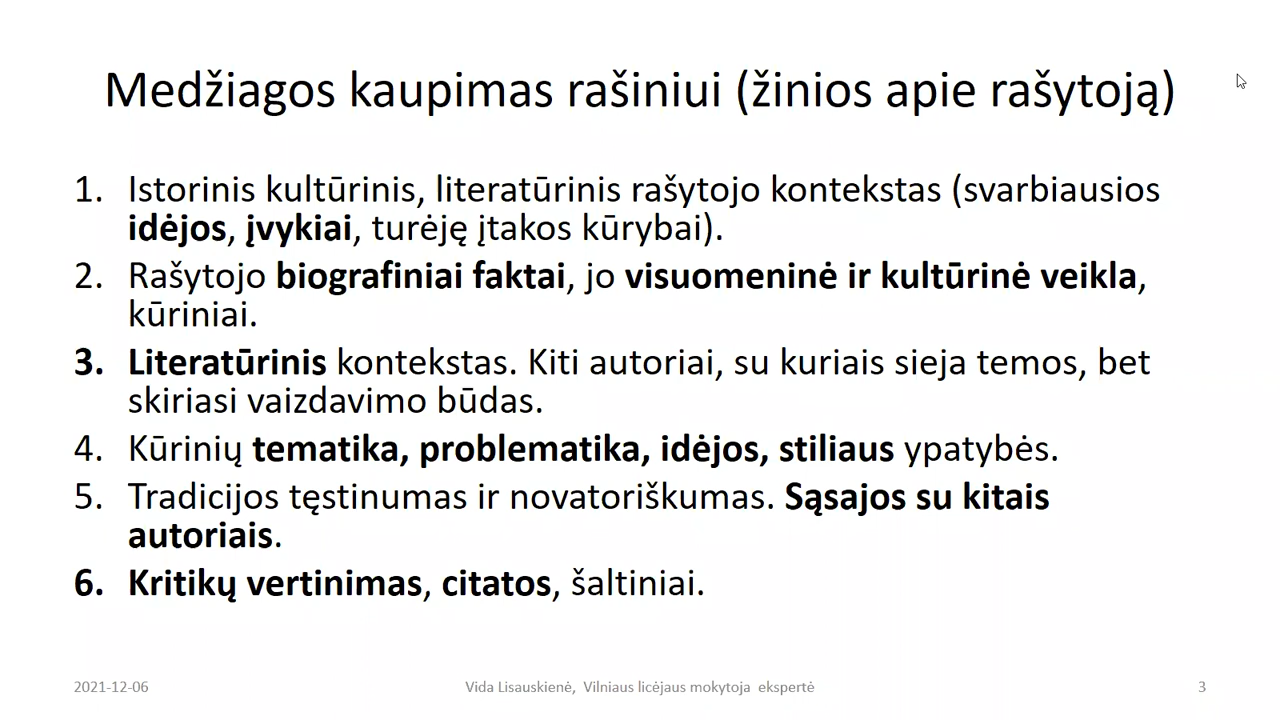 Medžiagos kaupimas rašiniui (žinios apie rašytoją)
1. Istorinis kultūrinis, literatūrinis rašytojo kontekstas (svarbiausios
idėjos, įvykiai, turėję įtakos kūrybai).
2. Rašytojo biografiniai faktai, jo visuomeninė ir kultūrinė veikla,
kūriniai.
3. Literatūrinis kontekstas. Kiti autoriai, su kuriais sieja temos, bet
skiriasi vaizdavimo būdas.
4. Kūrinių tematika, problematika, idėjos, stiliaus ypatybės.
5. Tradicijos tęstinumas ir novatoriškumas. Sąsajos su kitais
autoriais.
6. Kritikų vertinimas, citatos, šaltiniai.
2021-12-06
Vida Lisauskienė, Vilniaus licėjaus mokytoja ekspertė
3